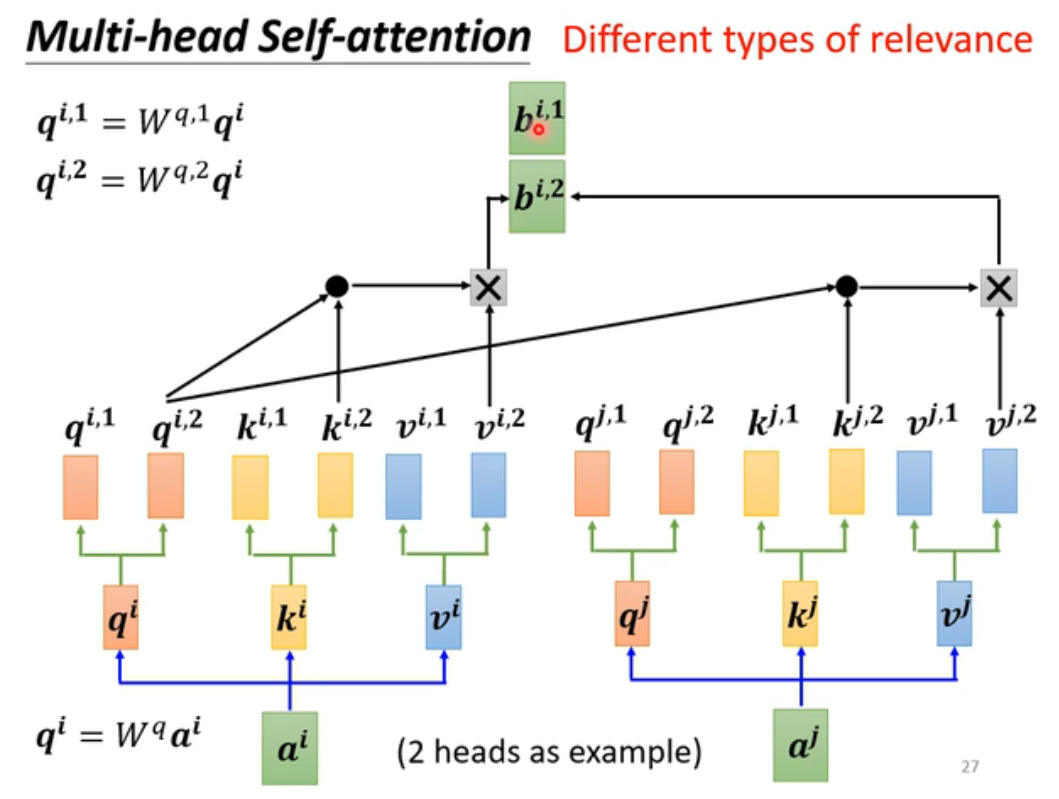 Multi-head Self-attention Different types of relevance
q^{i,1} = W^{q,1}q^i
b^{i,1}
q^{i,2} = W^{q,2}q^i
b^{i,2}
q^{i,1} q^{i,2} k^{i,1} k^{i,2} v^{i,1} v^{i,2} q^{j,1} q^{j,2} k^{j,1} k^{j,2} v^{j,1} v^{j,2}
q^i k^i v^i q^j k^j v^j
q^i = W^q a^i
a^i (2 heads as example) a^j
27